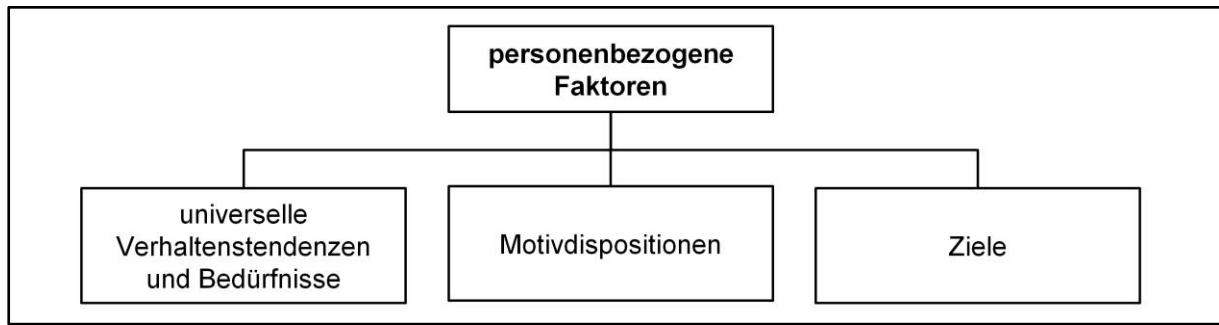 personenbezogene
Faktoren
universelle
Verhaltenstendenzen
und Bedürfnisse
Motivdispositionen
Ziele